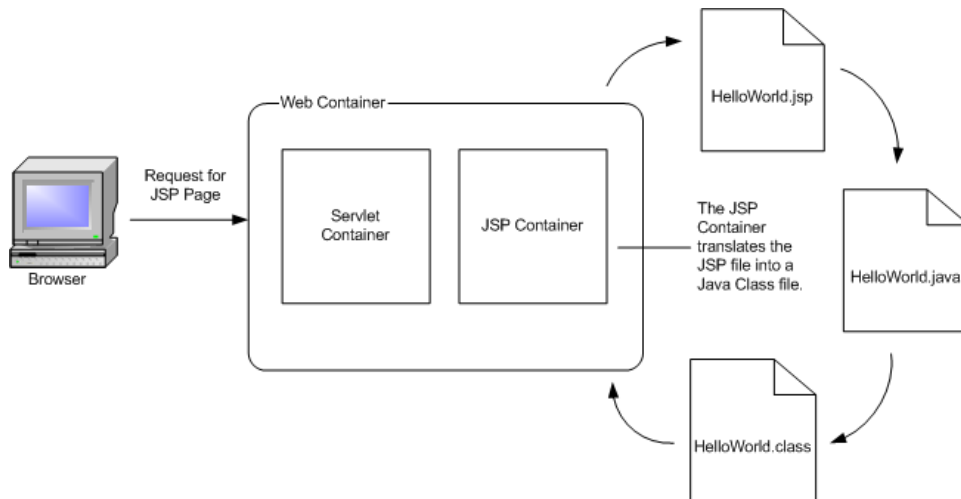 Web Container
Request for
JSP Page
Browser
Servlet
Container
JSP Container
The JSP
Container
translates the
JSP file into a
Java Class file.
HelloWorld.jsp
HelloWorld.java
HelloWorld.class